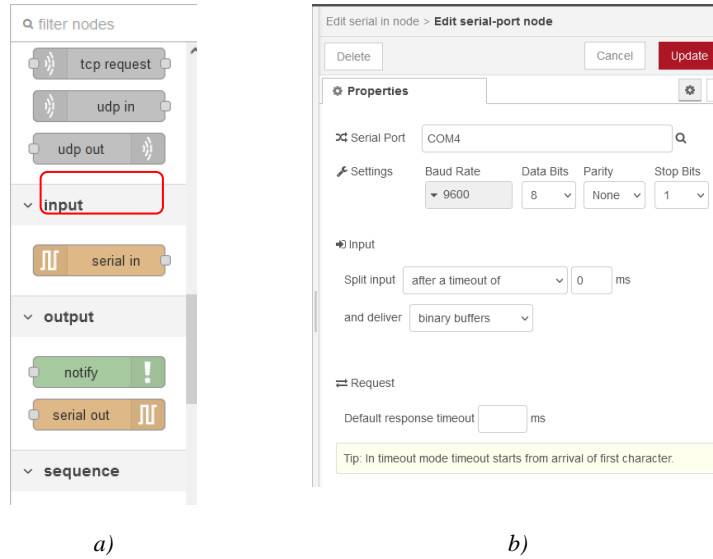 filter nodes
tcp request
udp in
udp out
input
serial in
output
notify
serial out
sequence
a)
Edit serial in node > Edit serial-port node
Delete Cancel Update
Properties
Serial Port COM4
Settings Baud Rate Data Bits Parity Stop Bits
9600 8 None 1
Input
Split input after a timeout of 0 ms
and deliver binary buffers
Request
Default response timeout ms
Tip: In timeout mode timeout starts from arrival of first character.
b)